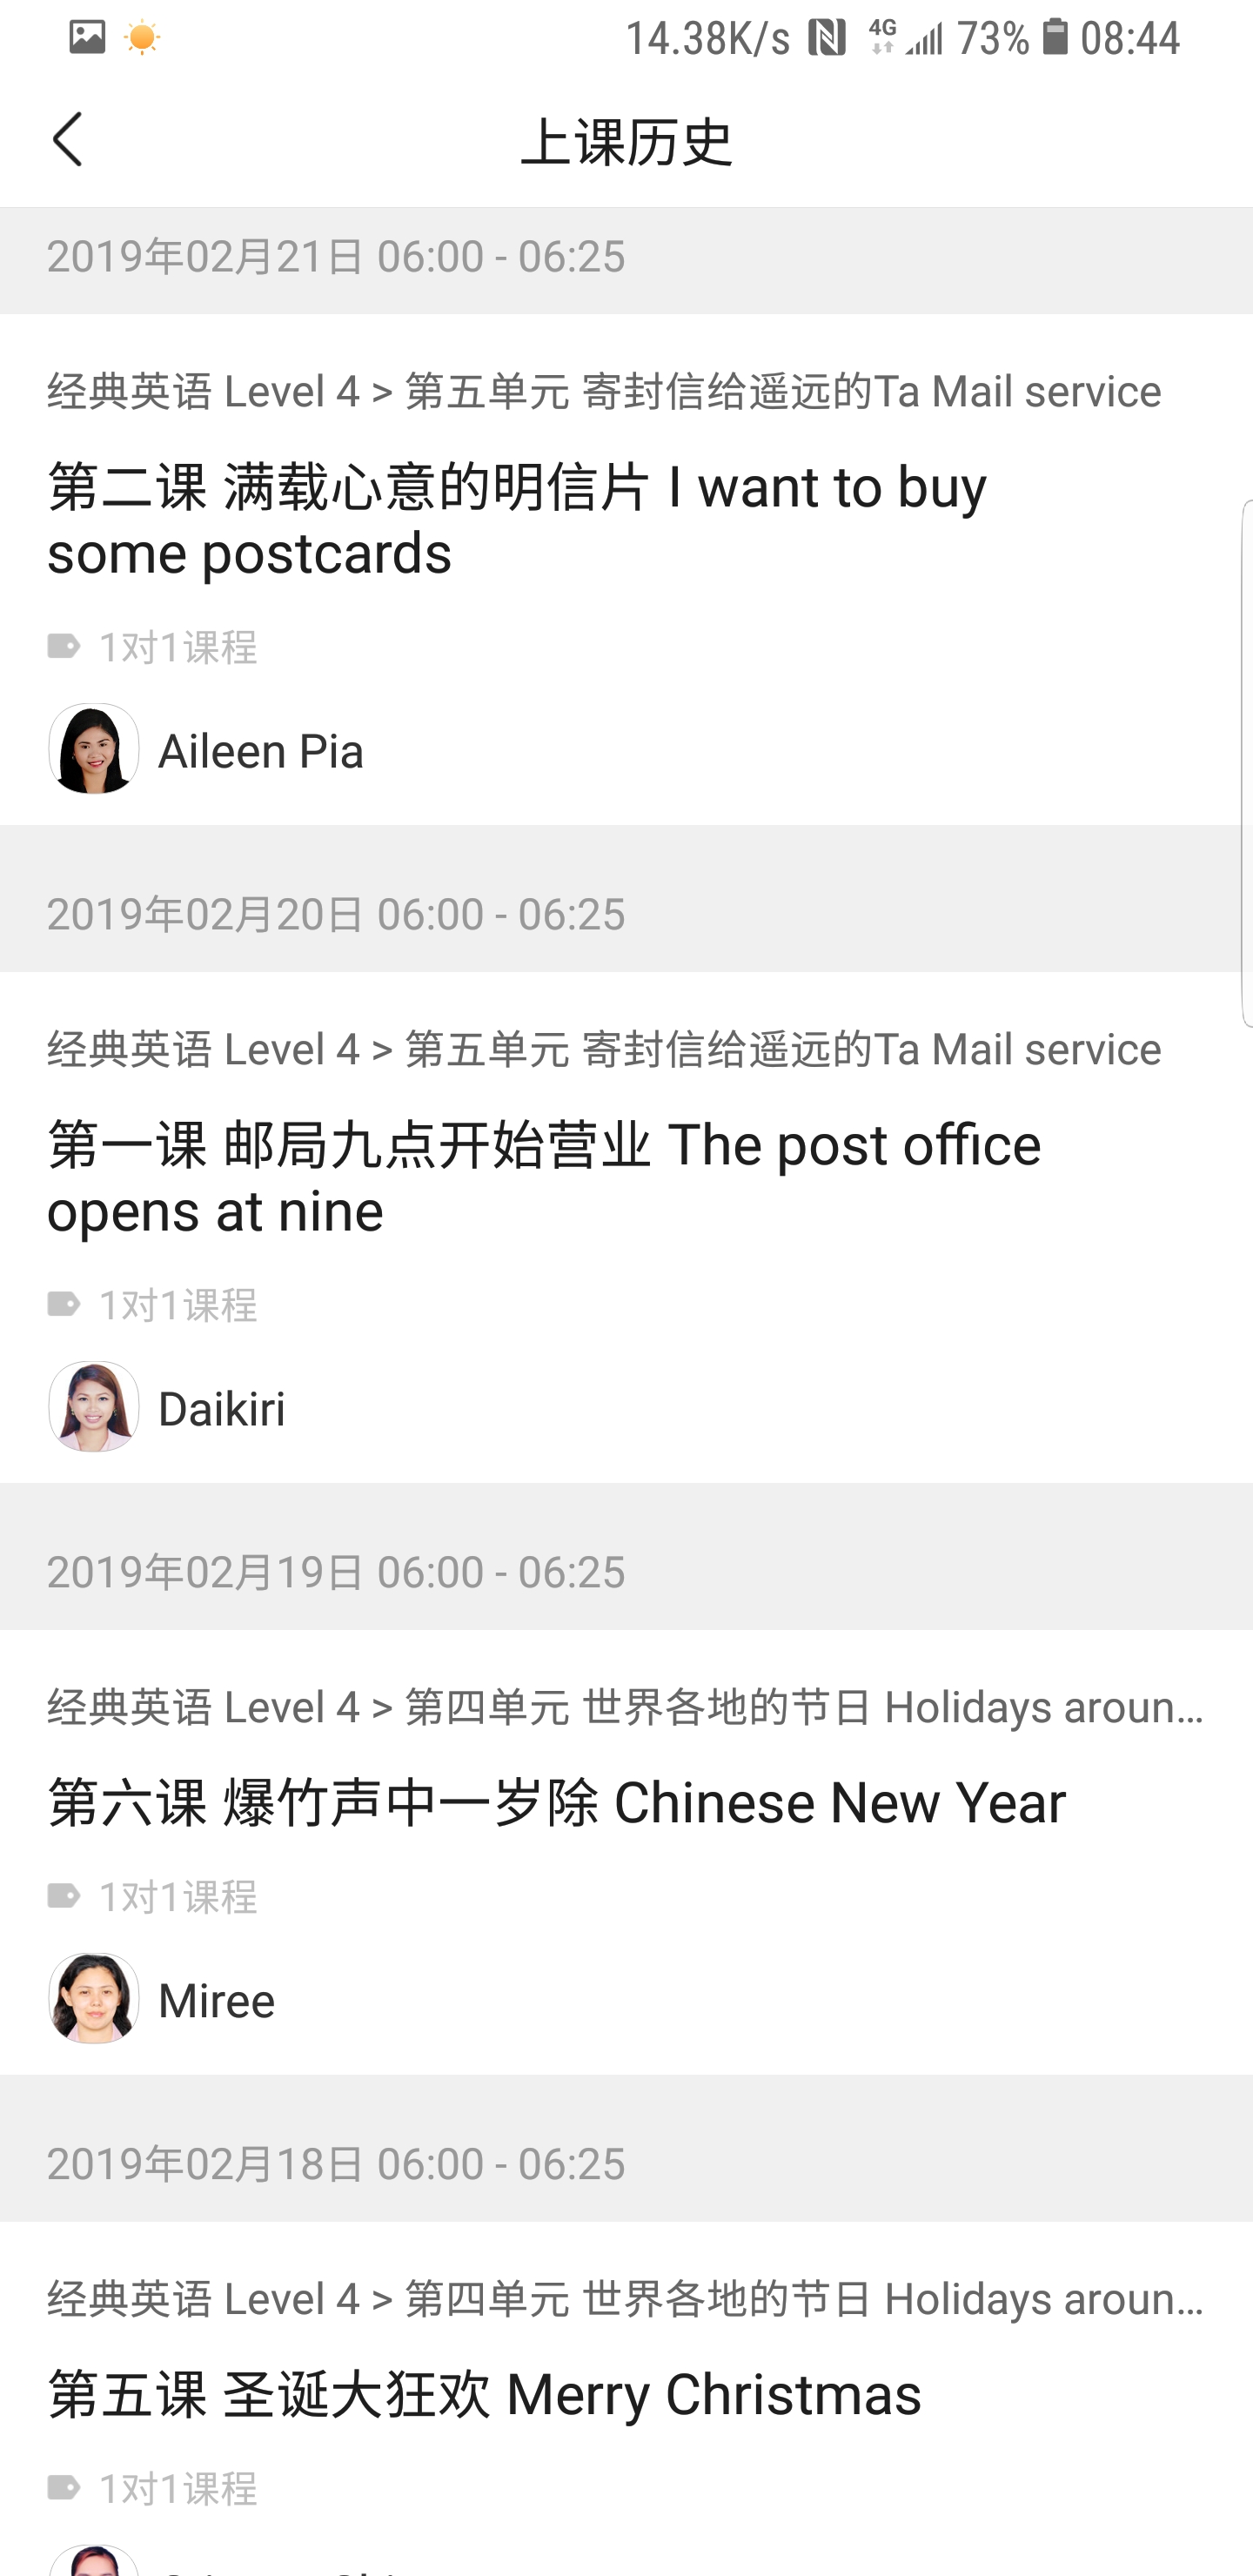 14.38K/s 4G 73% 08:44
上课历史
2019年02月21日 06:00 - 06:25
经典英语 Level 4 > 第五单元 寄封信给遥远的Ta Mail service
第二课 满载心意的明信片 I want to buy
some postcards
1对1课程
Aileen Pia
2019年02月20日 06:00 - 06:25
经典英语 Level 4 > 第五单元 寄封信给遥远的Ta Mail service
第一课 邮局九点开始营业 The post office
opens at nine
1对1课程
Daikiri
2019年02月19日 06:00 - 06:25
经典英语 Level 4 > 第四单元 世界各地的节日 Holidays aroun...
第六课 爆竹声中一岁除 Chinese New Year
1对1课程
Miree
2019年02月18日 06:00 - 06:25
经典英语 Level 4 > 第四单元 世界各地的节日 Holidays aroun...
第五课 圣诞大狂欢 Merry Christmas
1对1课程